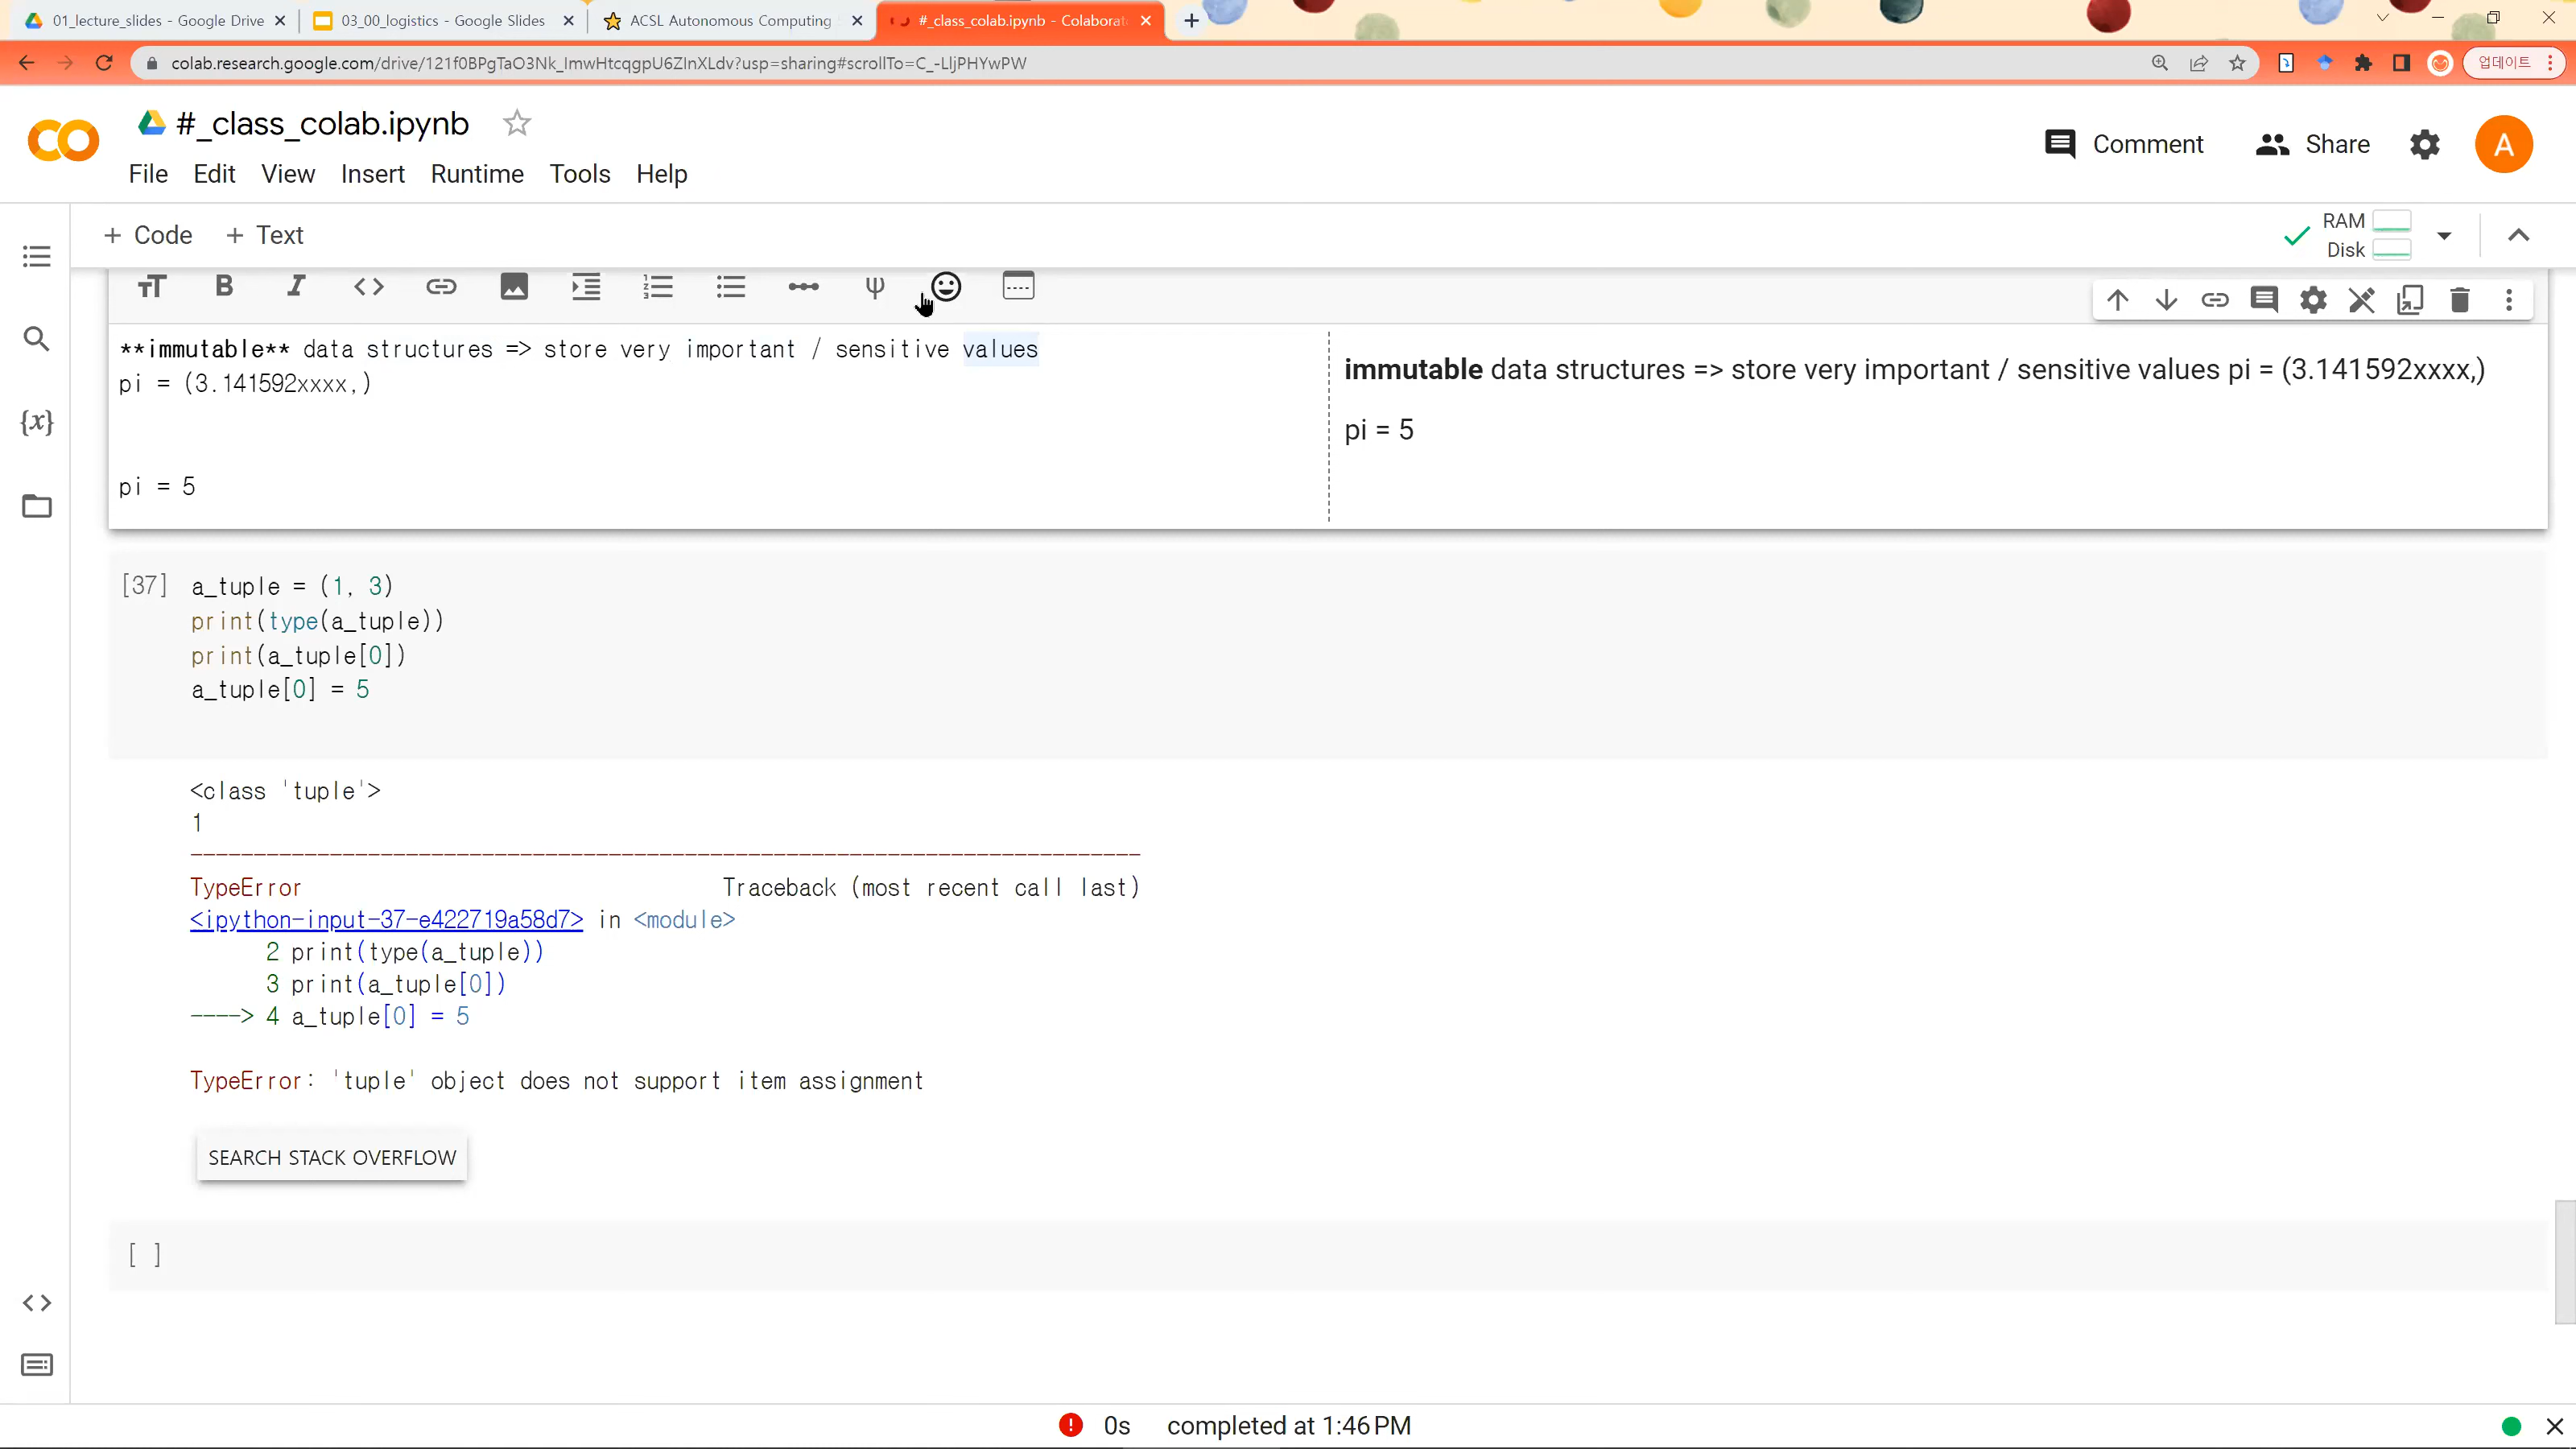 01_lecture_slides - Google Drive
03_00_logistics - Google Slides
ACSL Autonomous Computing
#_class_colab.ipynb - Colaborat
colab.research.google.com/drive/121f0BPgTaO3Nk_ImwHtcqgpU6ZInXLdv?usp=sharing#scrollTo=C_-LljPHYwPW
업데이트
#_class_colab.ipynb
Comment
Share
A
File Edit View Insert Runtime Tools Help
+ Code + Text
RAM
Disk
**immutable** data structures => store very important / sensitive values
pi = (3.141592xxxx,)
pi = 5
immutable data structures => store very important / sensitive values pi = (3.141592xxxx,)
pi = 5
[37] a_tuple = (1, 3)
print(type(a_tuple))
print(a_tuple[0])
a_tuple[0] = 5
<class 'tuple'>
1
---------------------------------------------------------------------------
TypeError Traceback (most recent call last)
<ipython-input-37-e422719a58d7> in <module>
2 print(type(a_tuple))
3 print(a_tuple[0])
----> 4 a_tuple[0] = 5
TypeError: 'tuple' object does not support item assignment
SEARCH STACK OVERFLOW
[ ]
0s completed at 1:46 PM